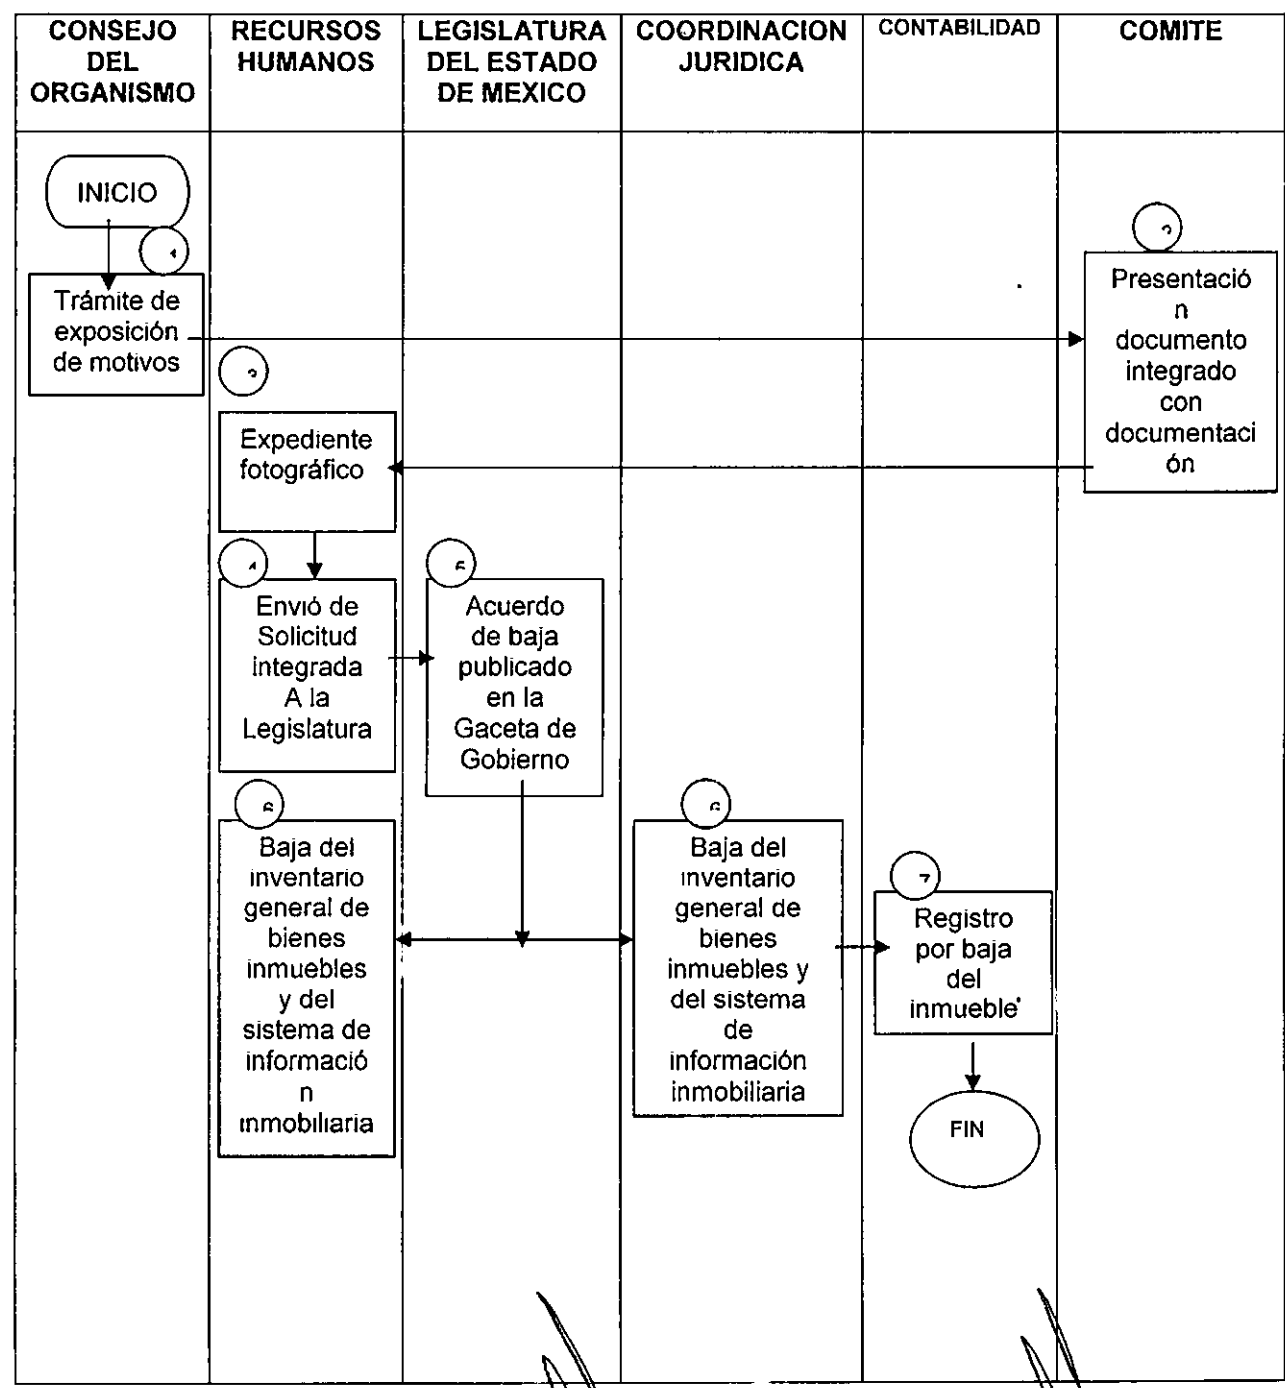 CONSEJO
DEL
ORGANISMO
RECURSOS
HUMANOS
LEGISLATURA
DEL ESTADO
DE MEXICO
COORDINACION
JURIDICA
CONTABILIDAD
COMITE
INICIO
Trámite de
exposición
de motivos
Presentació
n
documento
integrado
con
documentaci
ón
Expediente
fotográfico
Envió de
Solicitud
integrada
A la
Legislatura
Acuerdo
de baja
publicado
en la
Gaceta de
Gobierno
Baja del
inventario
general de
bienes
inmuebles
y del
sistema de
informació
n
inmobiliaria
Baja del
inventario
general de
bienes
inmuebles y
del sistema
de
información
inmobiliaria
7
Registro
por baja
del
inmueble
FIN